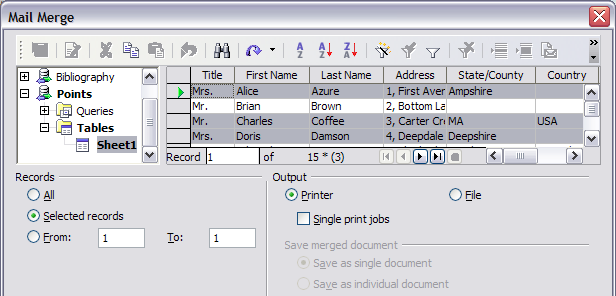 Mail Merge
Bibliography
Points
Queries
Tables
Sheet1
Title First Name Last Name Address State/County Country
Mrs. Alice Azure 1, First Aver Ampshire
Mr. Brian Brown 2, Bottom La
Mr. Charles Coffee 3, Carter Cr MA USA
Mrs. Doris Damson 4, Deepdale Deepshire
Record 1 of 15 * (3)
Records
All
Selected records
From: 1 To: 1
Output
Printer File
Single print jobs
Save merged document
Save as single document
Save as individual document